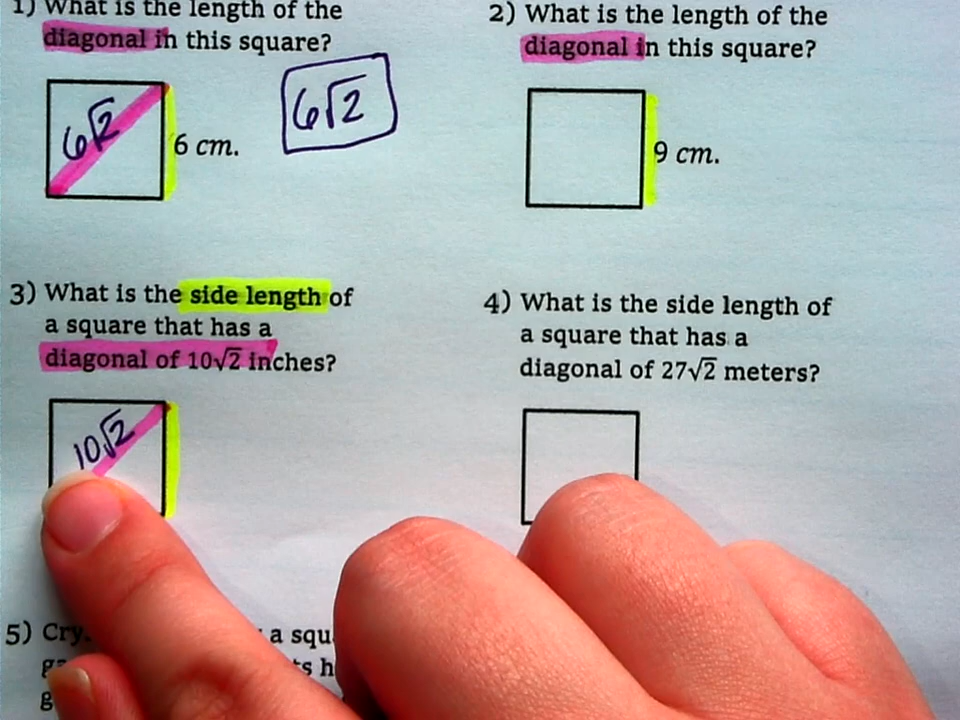 1) What is the length of the
diagonal in this square?
6√2
6 cm.
6√2
2) What is the length of the
diagonal in this square?
9 cm.
3) What is the side length of
a square that has a
diagonal of 10√2 inches?
10√2
4) What is the side length of
a square that has a
diagonal of 27√2 meters?
5)
a